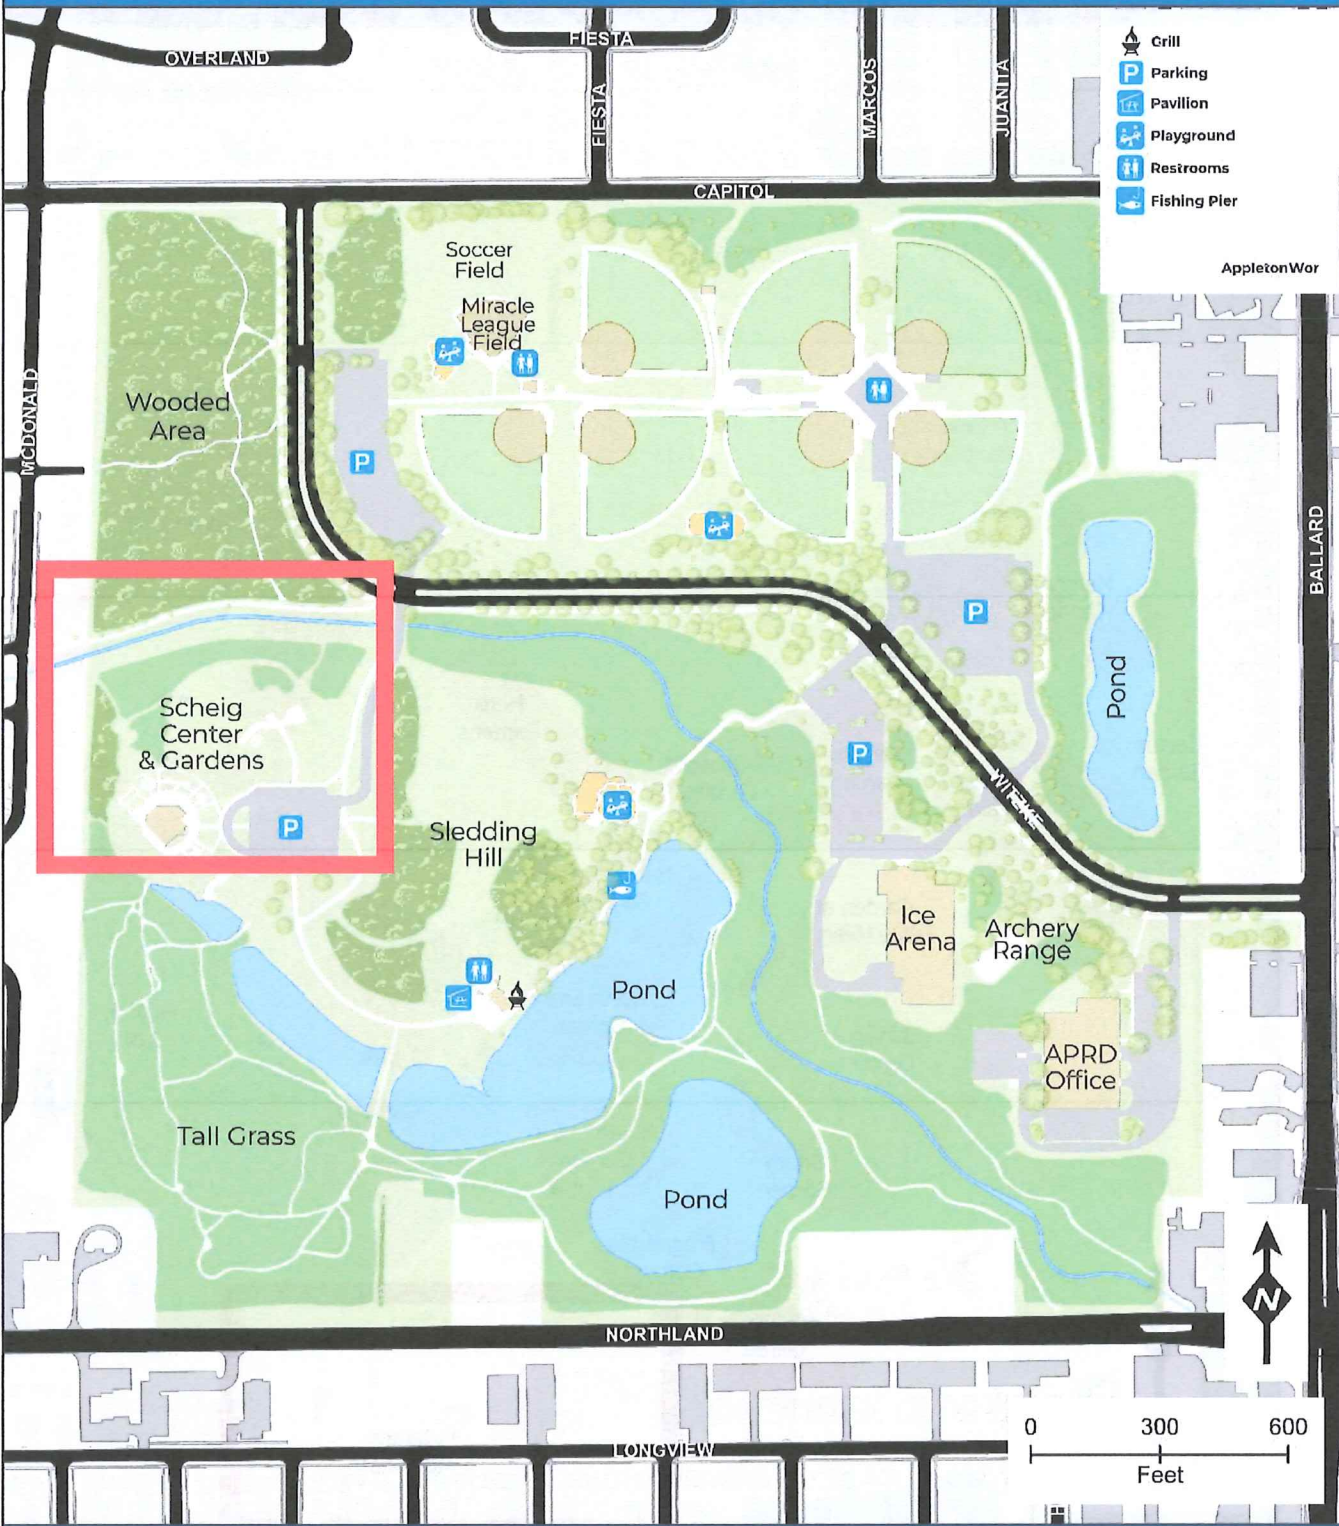 OVERLAND
FIESTA
FIESTA
MARCOS
JUANITA
Grill
P Parking
Pavilion
Playground
Restrooms
Fishing Pier
AppletonWor
CAPITOL
Soccer
Field
Miracle
League
Field
MCDONALD
Wooded
Area
P
BALLARD
P
Pond
Scheig
Center
& Gardens
P
WITZKE
P
Sledding
Hill
Ice
Arena
Archery
Range
Pond
APRD
Office
Tall Grass
Pond
N
NORTHLAND
0 300 600
Feet
LONGVIEW